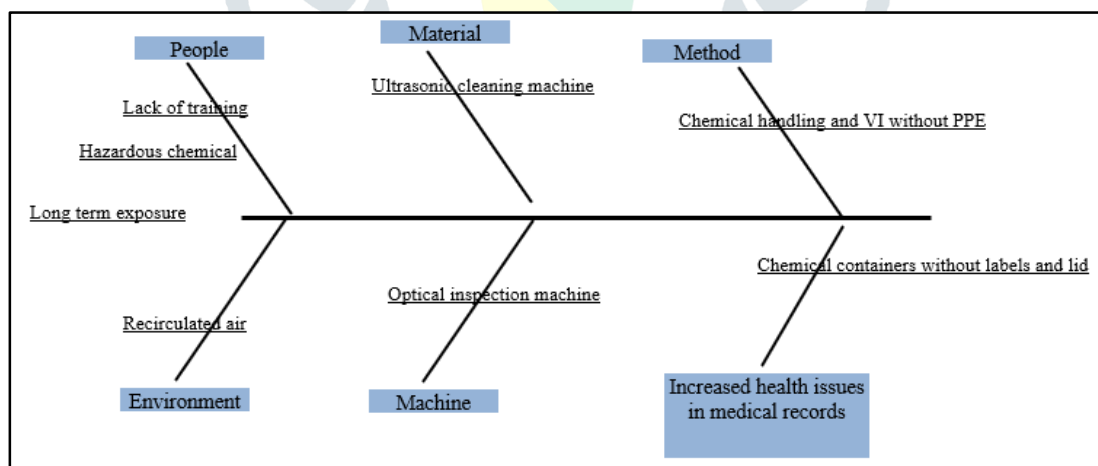 People
Material
Method
Ultrasonic cleaning machine
Lack of training
Chemical handling and VI without PPE
Hazardous chemical
Long term exposure
Chemical containers without labels and lid
Optical inspection machine
Recirculated air
Environment
Machine
Increased health issues
in medical records